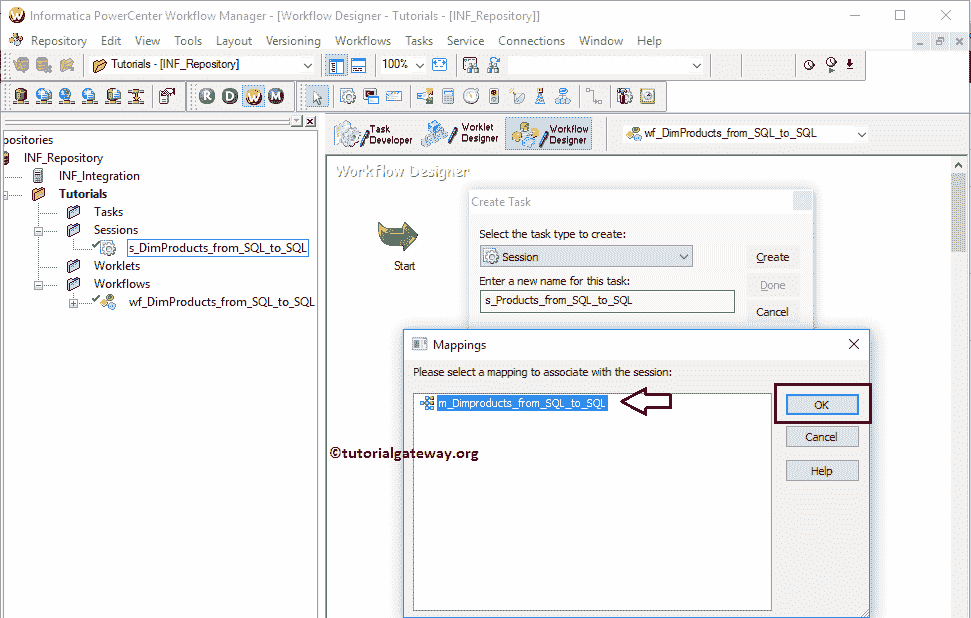 Informatica PowerCenter Workflow Manager - [Workflow Designer - Tutorials - [INF_Repository]]
Repository Edit View Tools Layout Versioning Workflows Tasks Service Connections Window Help
Tutorials - [INF_Repository] 100%
R D W M
Task Developer Worklet Designer Workflow Designer wf_DimProducts_from_SQL_to_SQL
positories
INF_Repository
INF_Integration
Tutorials
Tasks
Sessions
s_DimProducts_from_SQL_to_SQL
Worklets
Workflows
wf_DimProducts_from_SQL_to_SQL
Workflow Designer
Start
Create Task
Select the task type to create:
Session
Create
Enter a new name for this task:
Done
s_Products_from_SQL_to_SQL
Cancel
Mappings
Please select a mapping to associate with the session:
m_Dimproducts_from_SQL_to_SQL
OK
Cancel
Help
©tutorialgateway.org